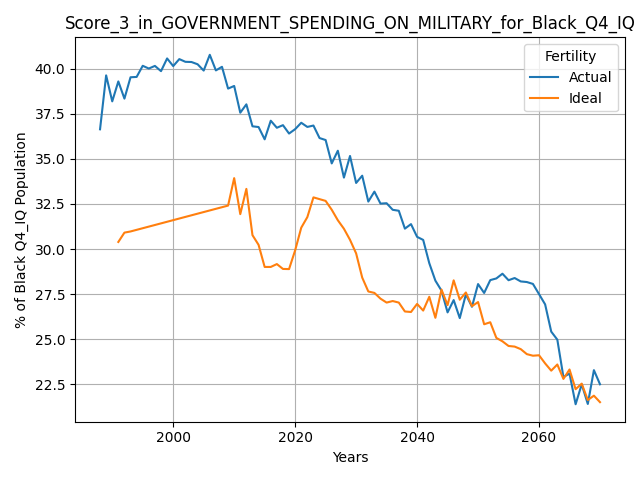 Score_3_in_GOVERNMENT_SPENDING_ON_MILITARY_for_Black_Q4_IQ
Fertility
Actual
Ideal
% of Black Q4_IQ Population
40.0
37.5
35.0
32.5
30.0
27.5
25.0
22.5
2000
2020
2040
2060
Years